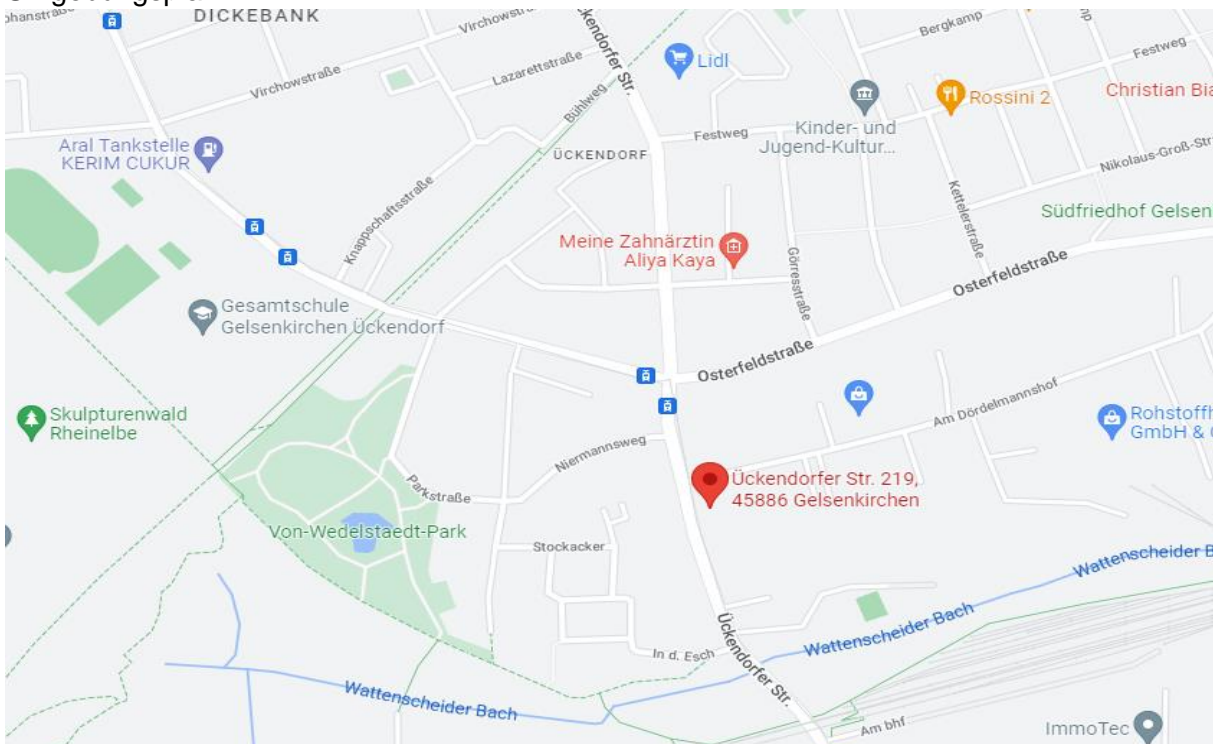 DICKEBANK
Virchowstraße
Lazarettstraße
Bühlweg
Ückendorfer Str.
Lidl
Bergkamp
Festweg
Rossini 2
Christian Bia
Virchowstraße
Aral Tankstelle
KERIM CUKUR
ÜCKENDORF
Festweg
Kinder- und
Jugend-Kultur...
Nikolaus-Groß-Str
Knappschaftsstraße
Kettelerstraße
Südfriedhof Gelsen
Meine Zahnärztin
Aliya Kaya
Görresstraße
Osterfeldstraße
Gesamtschule
Gelsenkirchen Ückendorf
Osterfeldstraße
Skulpturenwald
Rheinelbe
Am Dördelmannshof
Rohstoffh
GmbH & C
Niermannsweg
Parkstraße
Ückendorfer Str. 219,
45886 Gelsenkirchen
Von-Wedelstaedt-Park
Stockacker
Wattenscheider B
Wattenscheider Bach
In d. Esch
Ückendorfer Str.
Wattenscheider Bach
Am bhf
ImmoTec